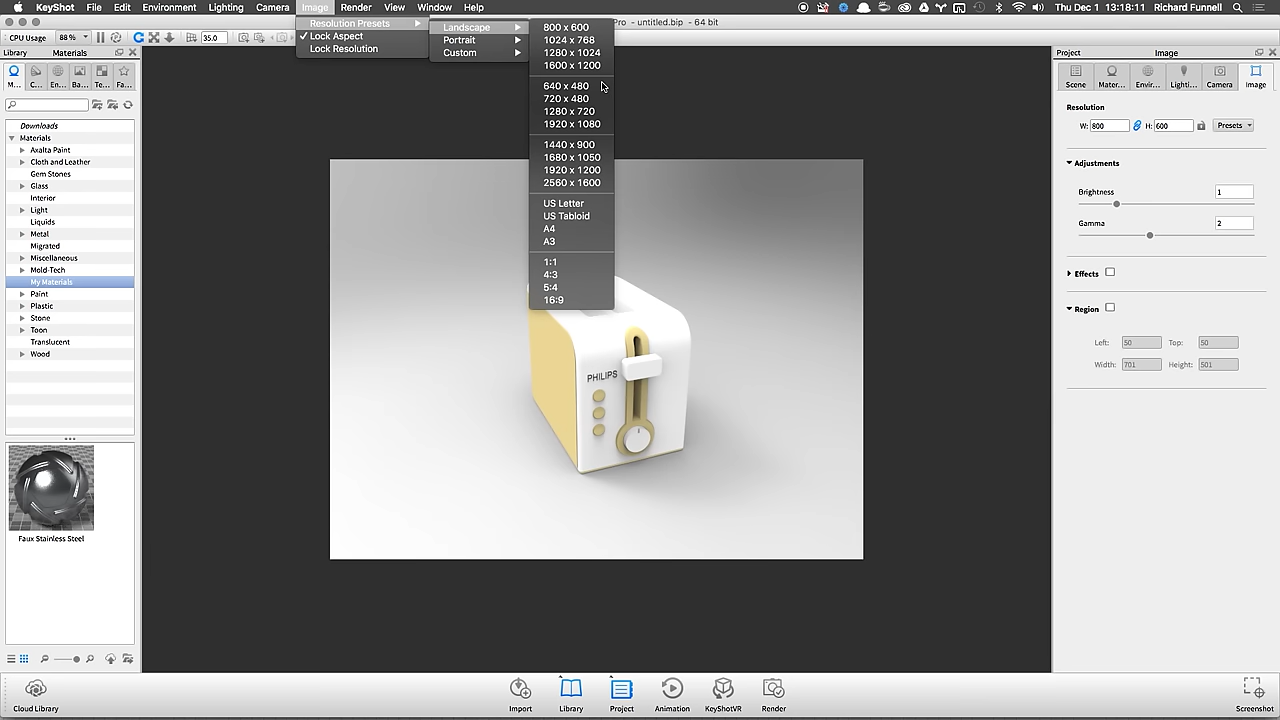 KeyShot File Edit Environment Lighting Camera Image Render View Window Help Thu Dec 1 13:18:11 Richard Funnell
Pro - untitled.bip - 64 bit
Resolution Presets
Lock Aspect
Lock Resolution
Landscape
Portrait
Custom
800 x 600
1024 x 768
1280 x 1024
1600 x 1200
640 x 480
720 x 480
1280 x 720
1920 x 1080
1440 x 900
1680 x 1050
1920 x 1200
2560 x 1600
US Letter
US Tabloid
A4
A3
1:1
4:3
5:4
16:9
CPU Usage 88 % 35.0
Library Materials
M... C... En... Ba... Te... Fa...
Downloads
Materials
Axalta Paint
Cloth and Leather
Gem Stones
Glass
Interior
Light
Liquids
Metal
Migrated
Miscellaneous
Mold-Tech
My Materials
Paint
Plastic
Stone
Toon
Translucent
Wood
Faux Stainless Steel
PHILIPS
Project Image
Scene Mater... Envir... Lighti... Camera Image
Resolution
W: 800 H: 600 Presets
Adjustments
Brightness 1
Gamma 2
Effects
Region
Left: 50 Top: 50
Width: 701 Height: 501
Cloud Library Import Library Project Animation KeyShotVR Render Screenshot